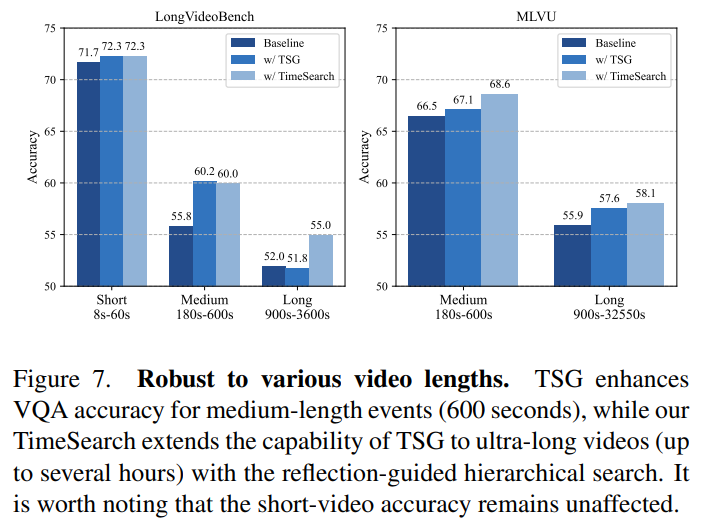 LongVideoBench
75
70
65
60
55
50
Accuracy
71.7 72.3 72.3
55.8 60.2 60.0
52.0 51.8 55.0
Baseline
w/ TSG
w/ TimeSearch
Short
8s-60s
Medium
180s-600s
Long
900s-3600s
MLVU
75
70
65
60
55
50
Accuracy
66.5 67.1 68.6
55.9 57.6 58.1
Baseline
w/ TSG
w/ TimeSearch
Medium
180s-600s
Long
900s-32550s
Figure 7. Robust to various video lengths. TSG enhances
VQA accuracy for medium-length events (600 seconds), while our
TimeSearch extends the capability of TSG to ultra-long videos (up
to several hours) with the reflection-guided hierarchical search. It
is worth noting that the short-video accuracy remains unaffected.